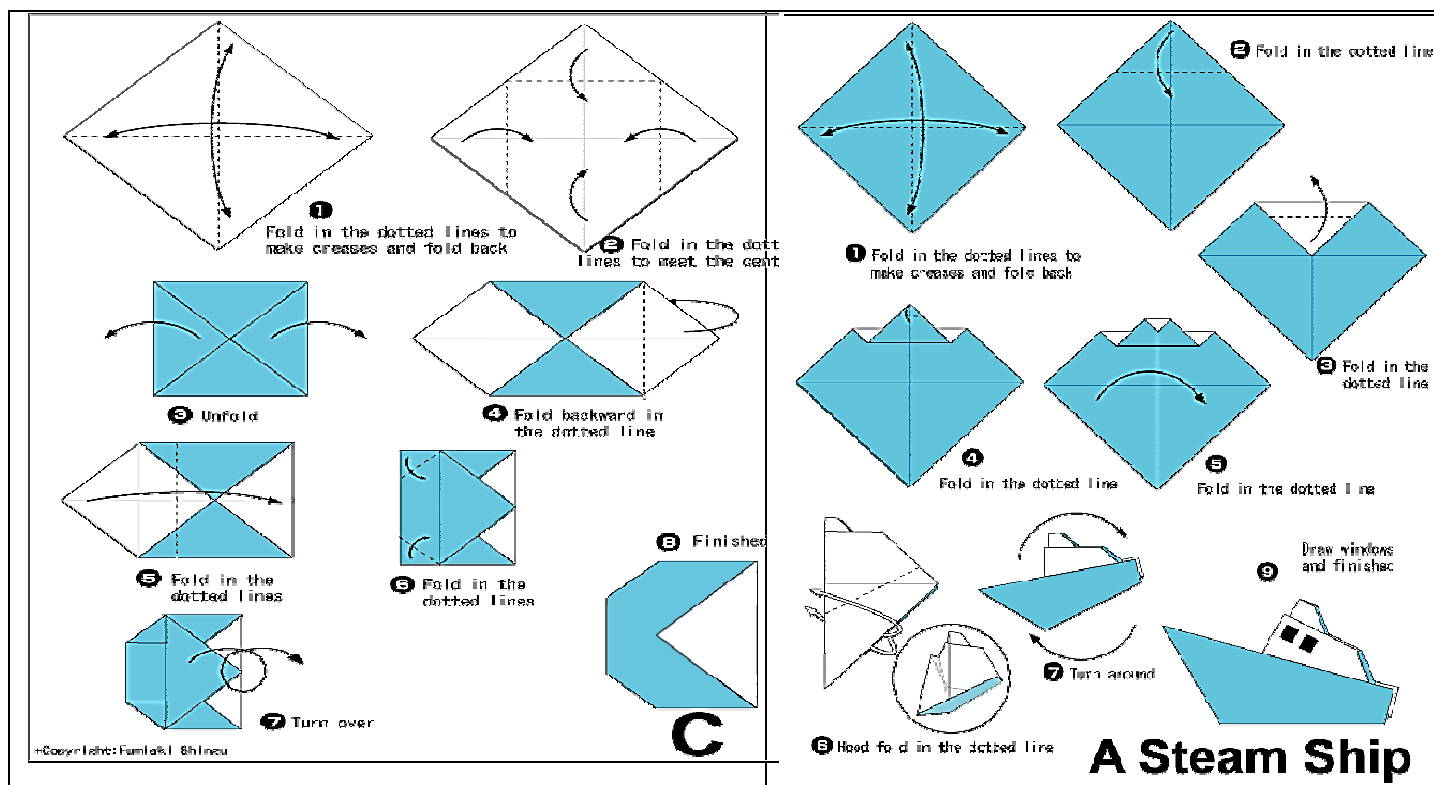 1 Fold in the dotted lines to
make creases and fold back
2 Fold in the dott
lines to meet the cent
3 Unfold
4 Fold backward in
the dotted line
5 Fold in the
dotted lines
6 Fold in the
dotted lines
7 Turn over
8 Finished
C
1 Fold in the dotted lines to
make creases and fold back
2 Fold in the dotted line
3 Fold in the
dotted line
4
Fold in the dotted line
5
Fold in the dotted line
6 Hood fold in the dotted line
7 Turn around
9 Draw windows
and finished
A Steam Ship